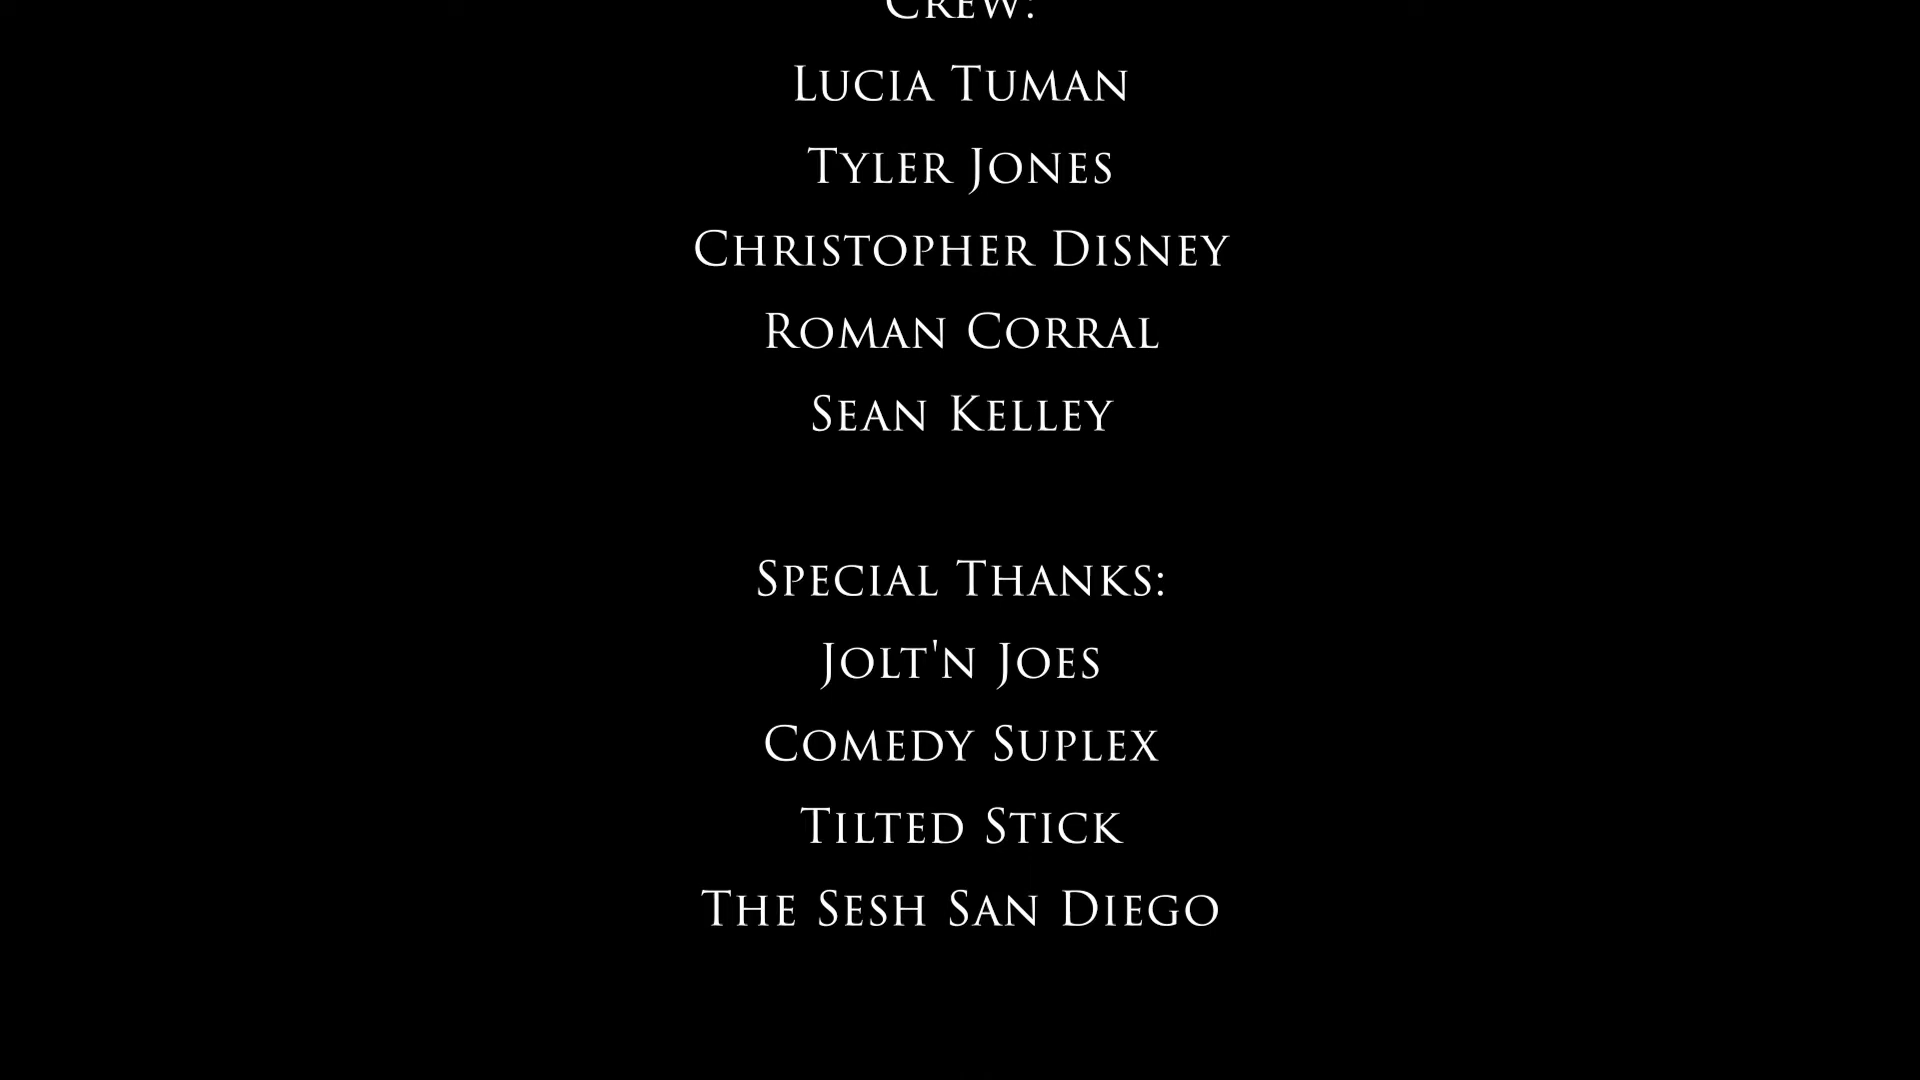 Crew:
Lucia Tuman
Tyler Jones
Christopher Disney
Roman Corral
Sean Kelley
Special Thanks:
Jolt'n Joes
Comedy Suplex
Tilted Stick
The Sesh San Diego